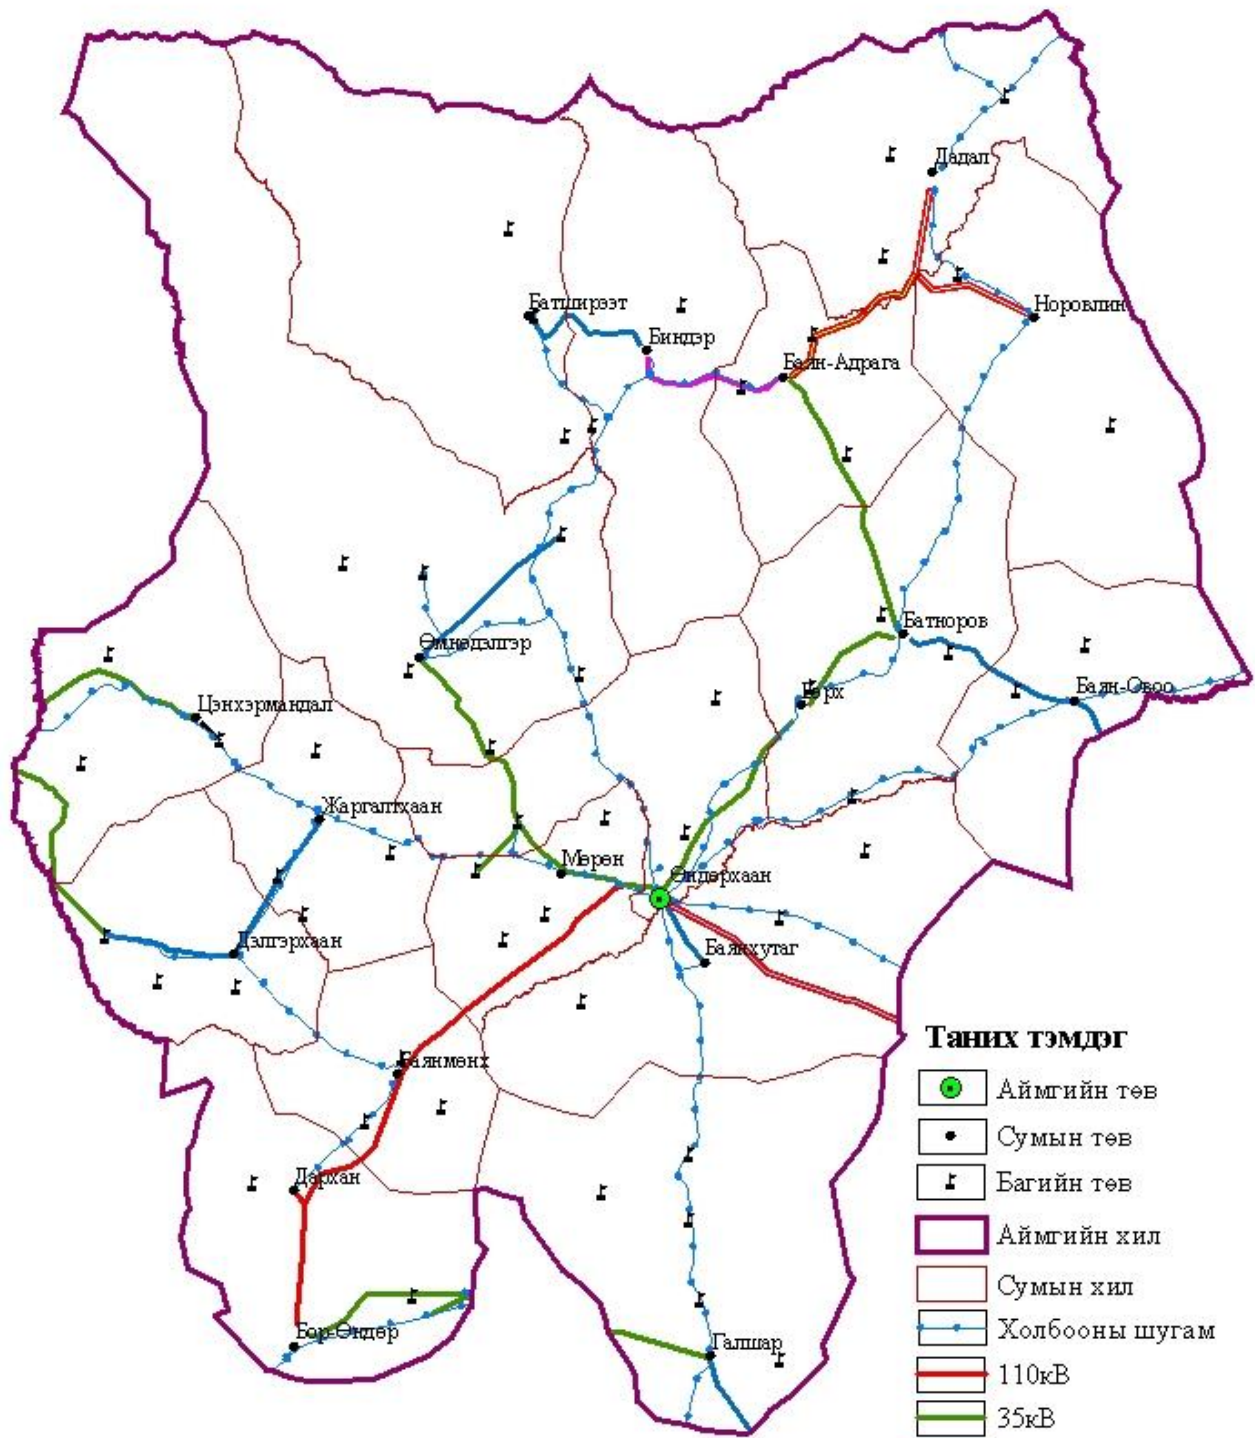 Дадал
Норовлин
Батширээт
Биндэр
Баян-Адрага
Батноров
Өмнөдэлгэр
Баян-Овоо
Цэнхэрмандал
Жаргалтхаан
Мөрөн
Өндөрхаан
Дэлгэрхаан
Баянхутаг
Баянмөнх
Дархан
Бор-Өндөр
Галшар
Таних тэмдэг
Аймгийн төв
Сумын төв
Багийн төв
Аймгийн хил
Сумын хил
Холбооны шугам
110кВ
35кВ